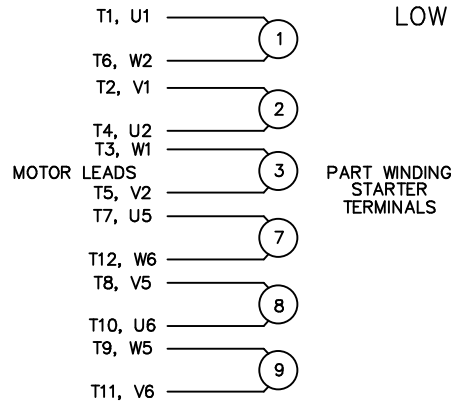 T1, U1
LOW
1
T6, W2
T2, V1
2
T4, U2
T3, W1
MOTOR LEADS
3
PART WINDING
STARTER
TERMINALS
T5, V2
T7, U5
7
T12, W6
T8, V5
8
T10, U6
T9, W5
9
T11, V6